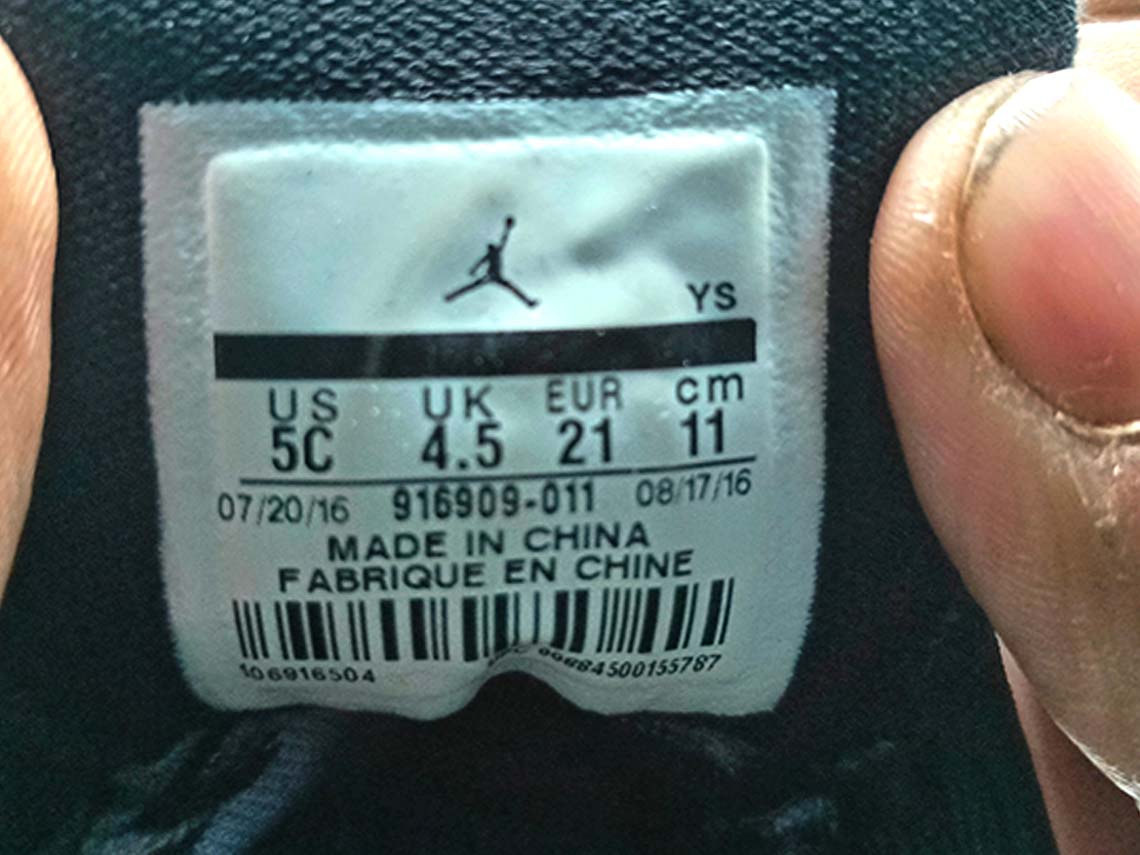 YS
US UK EUR cm
5C 4.5 21 11
07/20/16 916909-011 08/17/16
MADE IN CHINA
FABRIQUE EN CHINE
106916504 00884500155787